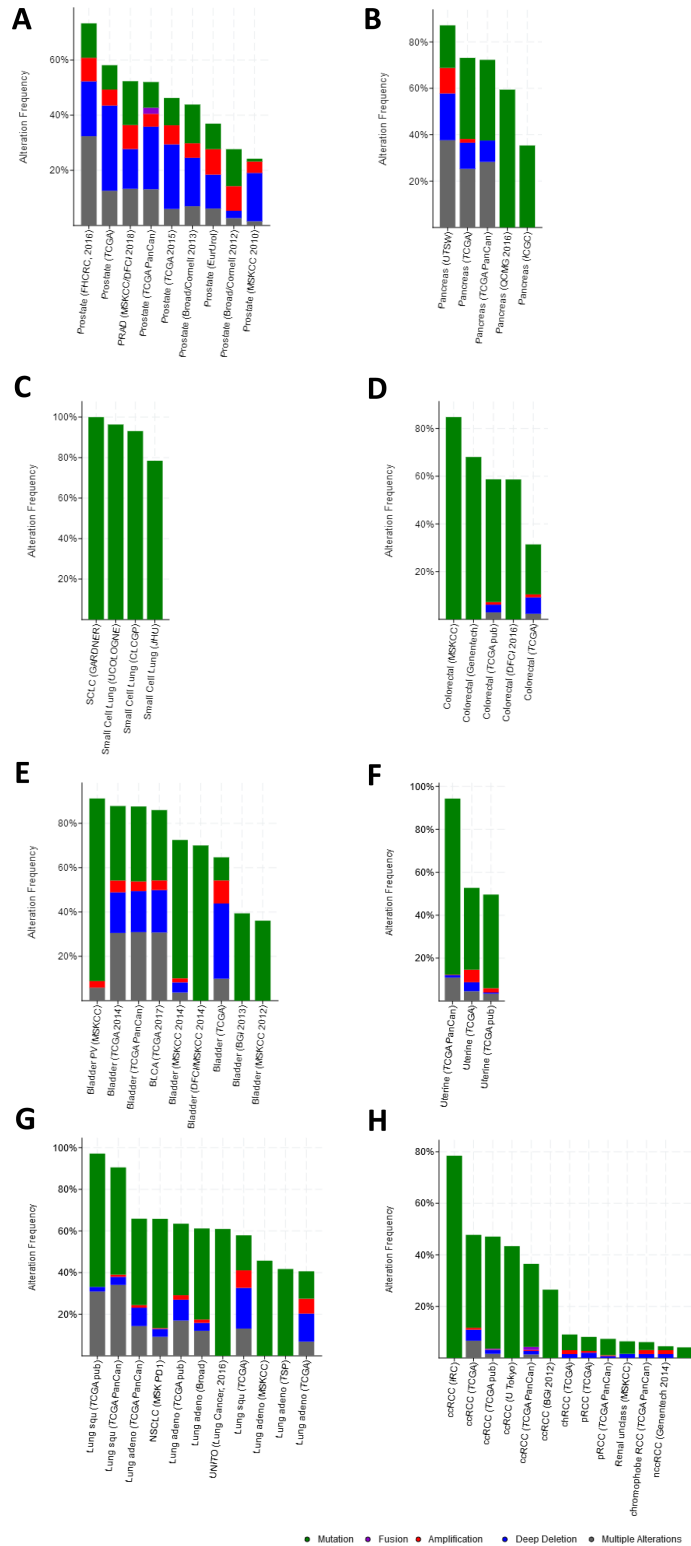 A
Alteration Frequency
60%
40%
20%
Prostate (FHCRC, 2016)
Prostate (TCGA)
PRAD (MSKCC/DFCI 2018)
Prostate (TCGA PanCan)
Prostate (TCGA 2015)
Prostate (Broad/Cornell 2013)
Prostate (EurUrol)
Prostate (Broad/Cornell 2012)
Prostate (MSKCC 2010)
B
Alteration Frequency
80%
60%
40%
20%
Pancreas (UTSW)
Pancreas (TCGA)
Pancreas (TCGA PanCan)
Pancreas (QCMG 2016)
Pancreas (ICGC)
C
Alteration Frequency
100%
80%
60%
40%
20%
SCLC (GARDNER)
Small Cell Lung (UCOLOGNE)
Small Cell Lung (CLCGP)
Small Cell Lung (JHU)
D
Alteration Frequency
80%
60%
40%
20%
Colorectal (MSKCC)
Colorectal (Genentech)
Colorectal (TCGA pub)
Colorectal (DFCI 2016)
Colorectal (TCGA)
E
Alteration Frequency
80%
60%
40%
20%
Bladder PV (MSKCC)
Bladder (TCGA 2014)
Bladder (TCGA PanCan)
BLCA (TCGA 2017)
Bladder (MSKCC 2014)
Bladder (DFCI/MSKCC 2014)
Bladder (TCGA)
Bladder (BGI 2013)
Bladder (MSKCC 2012)
F
Alteration Frequency
100%
80%
60%
40%
20%
Uterine (TCGA PanCan)
Uterine (TCGA)
Uterine (TCGA pub)
G
Alteration Frequency
100%
80%
60%
40%
20%
Lung squ (TCGA pub)
Lung squ (TCGA PanCan)
Lung adeno (TCGA PanCan)
NSCLC (MSK PD1)
Lung adeno (TCGA pub)
Lung adeno (Broad)
UNITO (Lung Cancer, 2016)
Lung squ (TCGA)
Lung adeno (MSKCC)
Lung adeno (TSP)
Lung adeno (TCGA)
H
Alteration Frequency
80%
60%
40%
20%
ccRCC (IRC)
ccRCC (TCGA)
ccRCC (TCGA pub)
ccRCC (U Tokyo)
ccRCC (TCGA PanCan)
ccRCC (BGI 2012)
chRCC (TCGA)
pRCC (TCGA)
pRCC (TCGA PanCan)
Renal unclass (MSKCC)
chromophobe RCC (TCGA PanCan)
nccRCC (Genentech 2014)
Mutation Fusion Amplification Deep Deletion Multiple Alterations